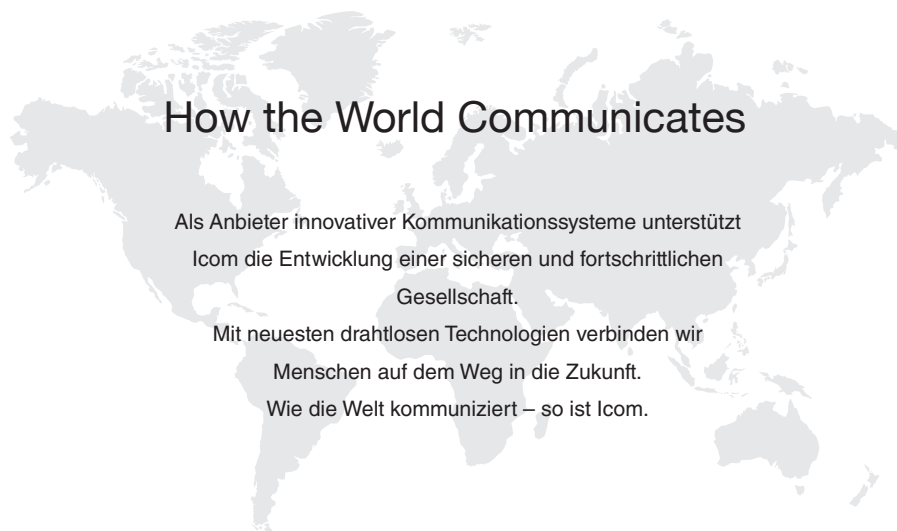 How the World Communicates
Als Anbieter innovativer Kommunikationssysteme unterstützt
Icom die Entwicklung einer sicheren und fortschrittlichen
Gesellschaft.
Mit neuesten drahtlosen Technologien verbinden wir
Menschen auf dem Weg in die Zukunft.
Wie die Welt kommuniziert – so ist Icom.